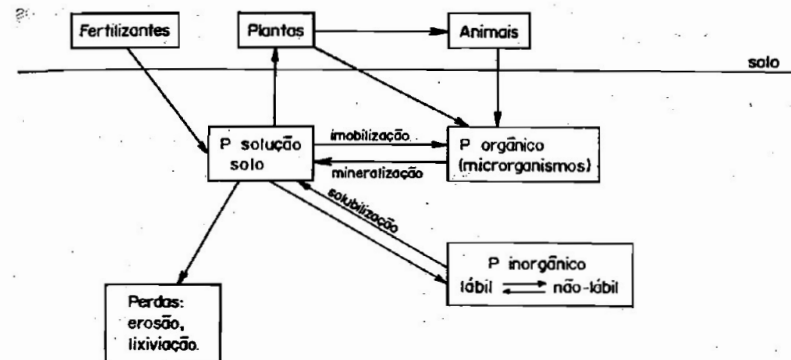 Fertilizantes
Plantas
Animais
solo
P solução
solo
imobilização
mineralização
P orgânico
(microrganismos)
solubilização
P inorgânico
lábil não-lábil
Perdas:
erosão,
lixiviação.